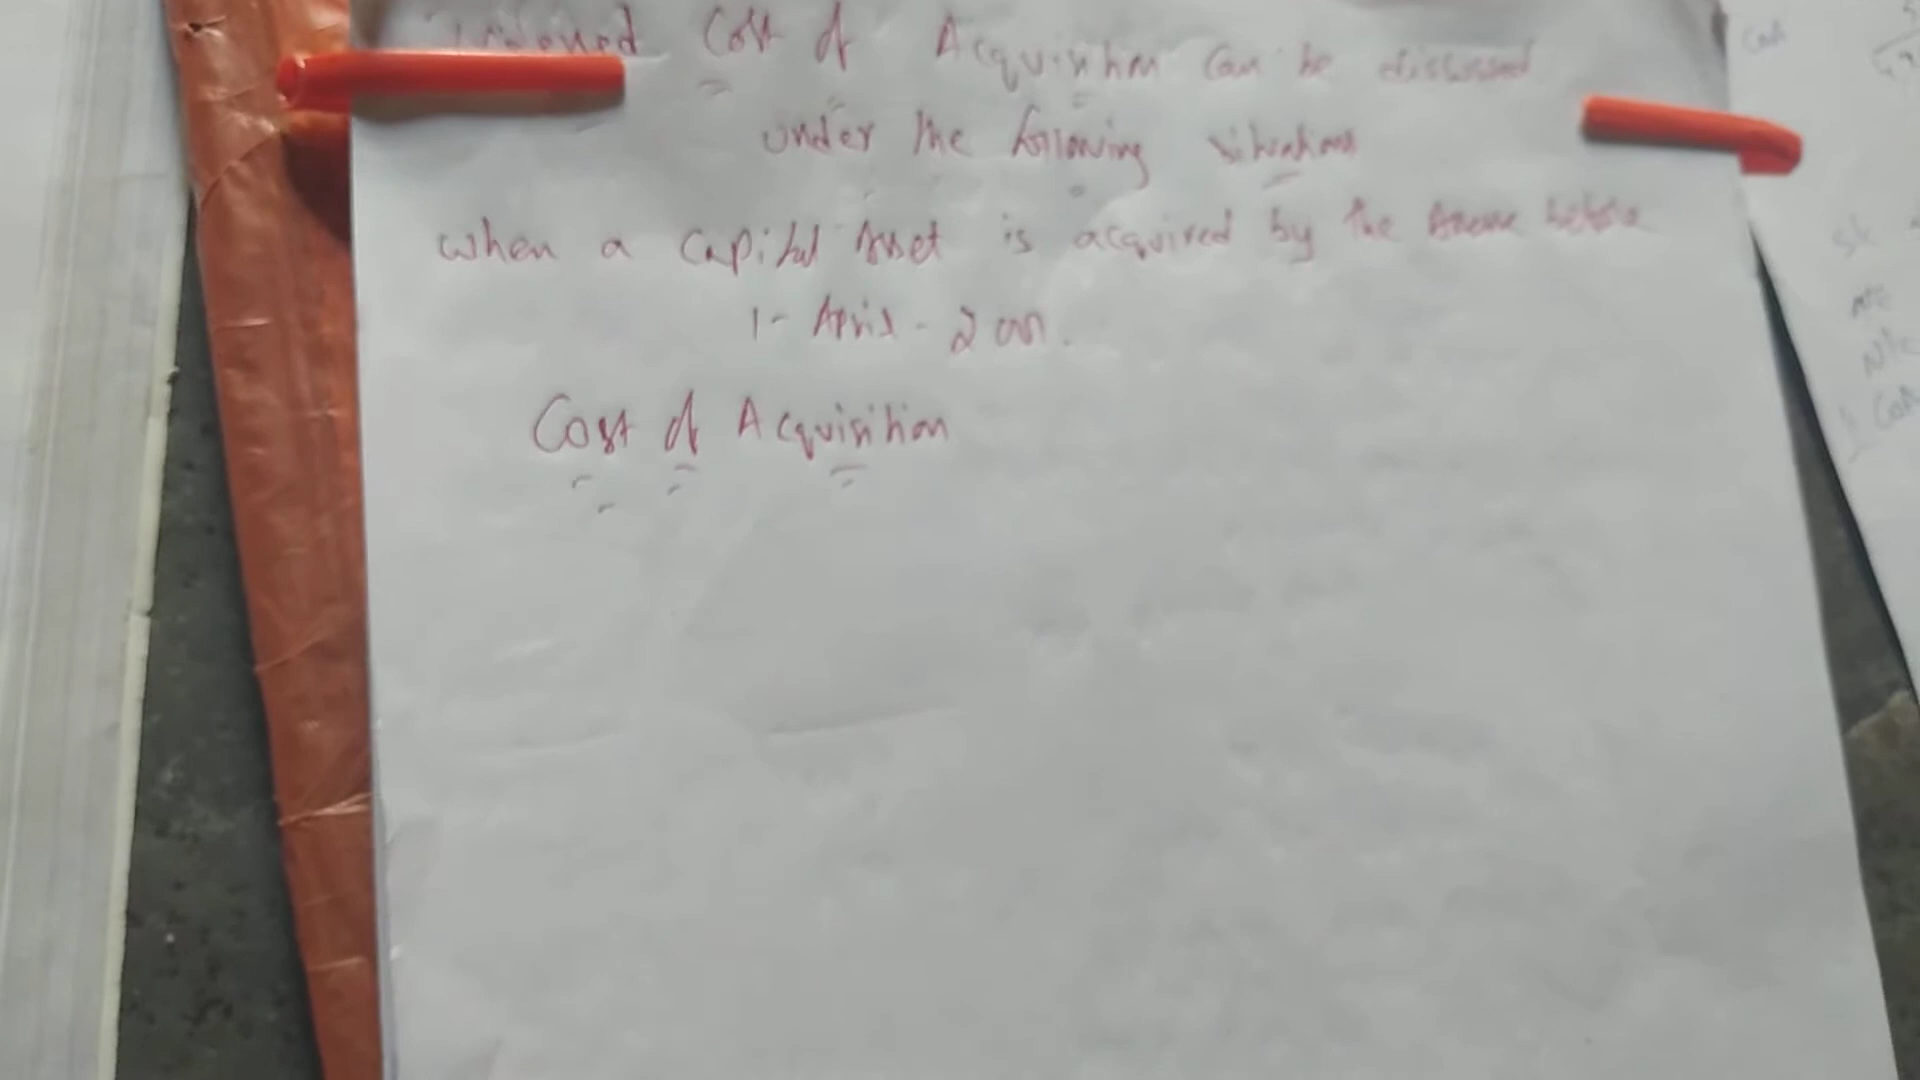 Cost of Acquisition can be discussed
under the following situations
when a capital Asset is acquired by the before
1- April - 2001.
Cost of Acquisition
Cost